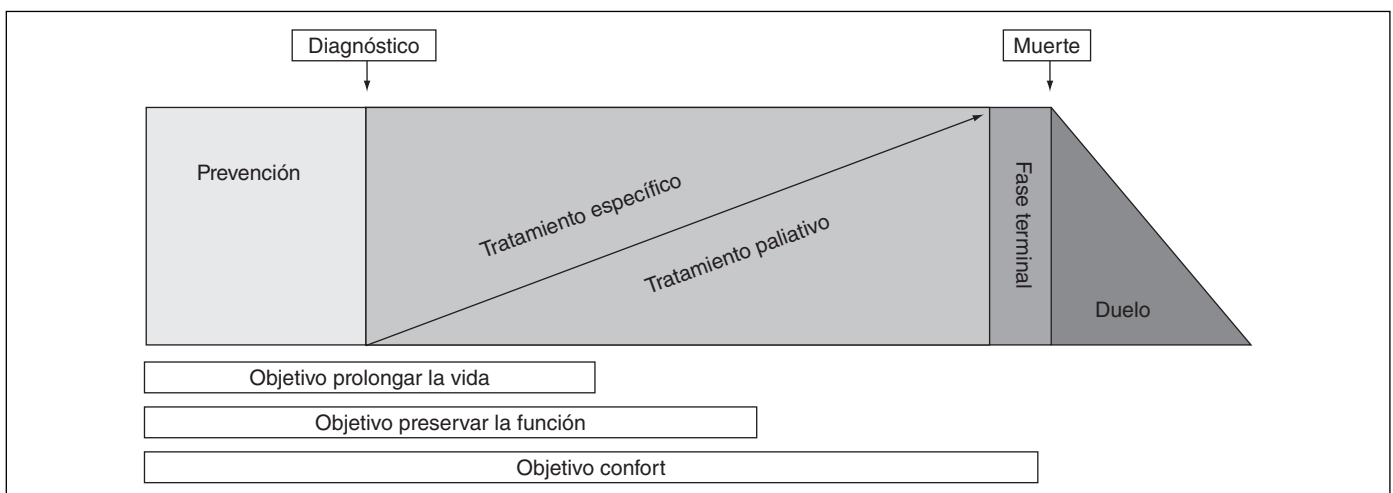 Diagnóstico
Muerte
Prevención
Tratamiento específico
Tratamiento paliativo
Fase terminal
Duelo
Objetivo prolongar la vida
Objetivo preservar la función
Objetivo confort